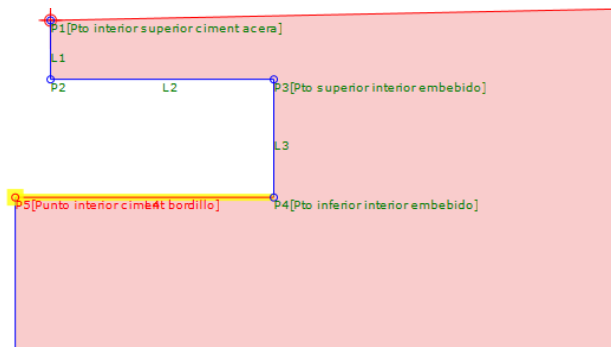 P1[Pto interior superior ciment acera]
L1
P2
L2
P3[Pto superior interior embebido]
L3
P5[Punto interior ciment bordillo]
L4
P4[Pto inferior interior embebido]